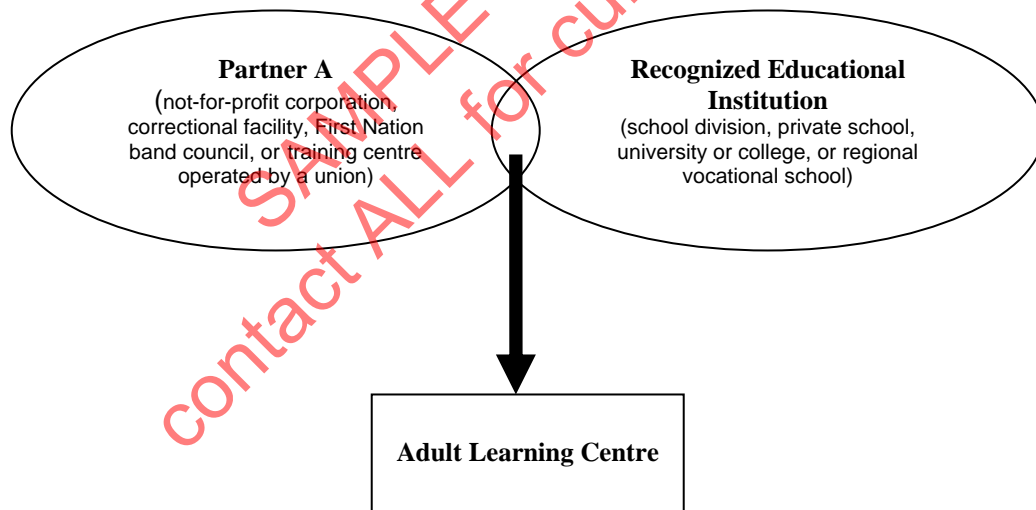 Partner A
(not-for-profit corporation,
correctional facility, First Nation
band council, or training centre
operated by a union)
Recognized Educational
Institution
(school division, private school,
university or college, or regional
vocational school)
Adult Learning Centre
SAMPLE
contact ALL for cu